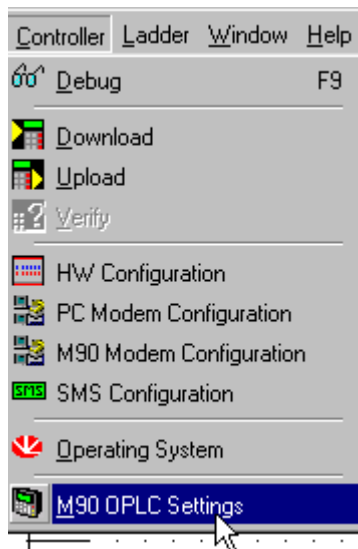 Controller Ladder Window Help
Debug F9
Download
Upload
Verify
HW Configuration
PC Modem Configuration
M90 Modem Configuration
SMS SMS Configuration
Operating System
M90 OPLC Settings